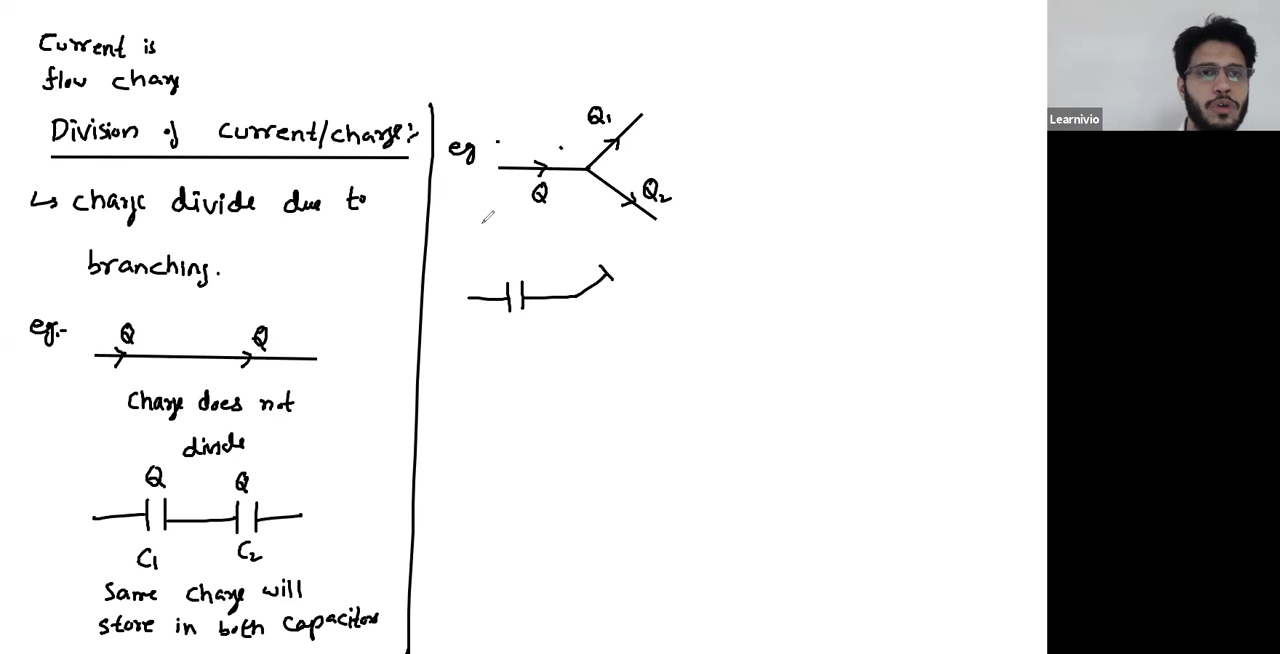 Current is
flow charge
Division of current/charge:-
↳ charge divide due to
branching.
eg:-
Q Q
Charge does not
divide
Q Q
C1 C2
Same charge will
store in both capacitors
eg
Q1
Q
Q2
Learnivio